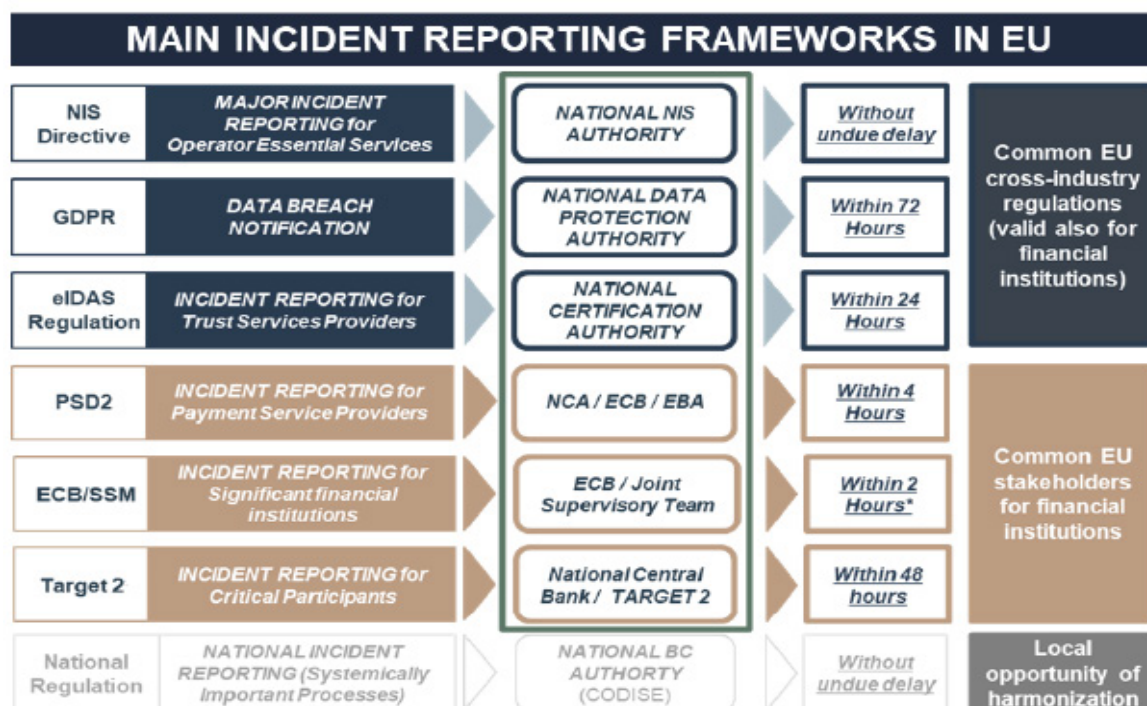 MAIN INCIDENT REPORTING FRAMEWORKS IN EU
NIS
Directive
MAJOR INCIDENT
REPORTING for
Operator Essential Services
NATIONAL NIS
AUTHORITY
Without
undue delay
GDPR
DATA BREACH
NOTIFICATION
NATIONAL DATA
PROTECTION
AUTHORITY
Within 72
Hours
eIDAS
Regulation
INCIDENT REPORTING for
Trust Services Providers
NATIONAL
CERTIFICATION
AUTHORITY
Within 24
Hours
Common EU
cross-industry
regulations
(valid also for
financial
institutions)
PSD2
INCIDENT REPORTING for
Payment Service Providers
NCA / ECB / EBA
Within 4
Hours
ECB/SSM
INCIDENT REPORTING for
Significant financial
institutions
ECB / Joint
Supervisory Team
Within 2
Hours*
Target 2
INCIDENT REPORTING for
Critical Participants
National Central
Bank / TARGET 2
Within 48
hours
Common EU
stakeholders
for financial
institutions
National
Regulation
NATIONAL INCIDENT
REPORTING (Systemically
Important Processes)
NATIONAL BC
AUTHORTY
(CODISE)
Without
undue delay
Local
opportunity of
harmonization